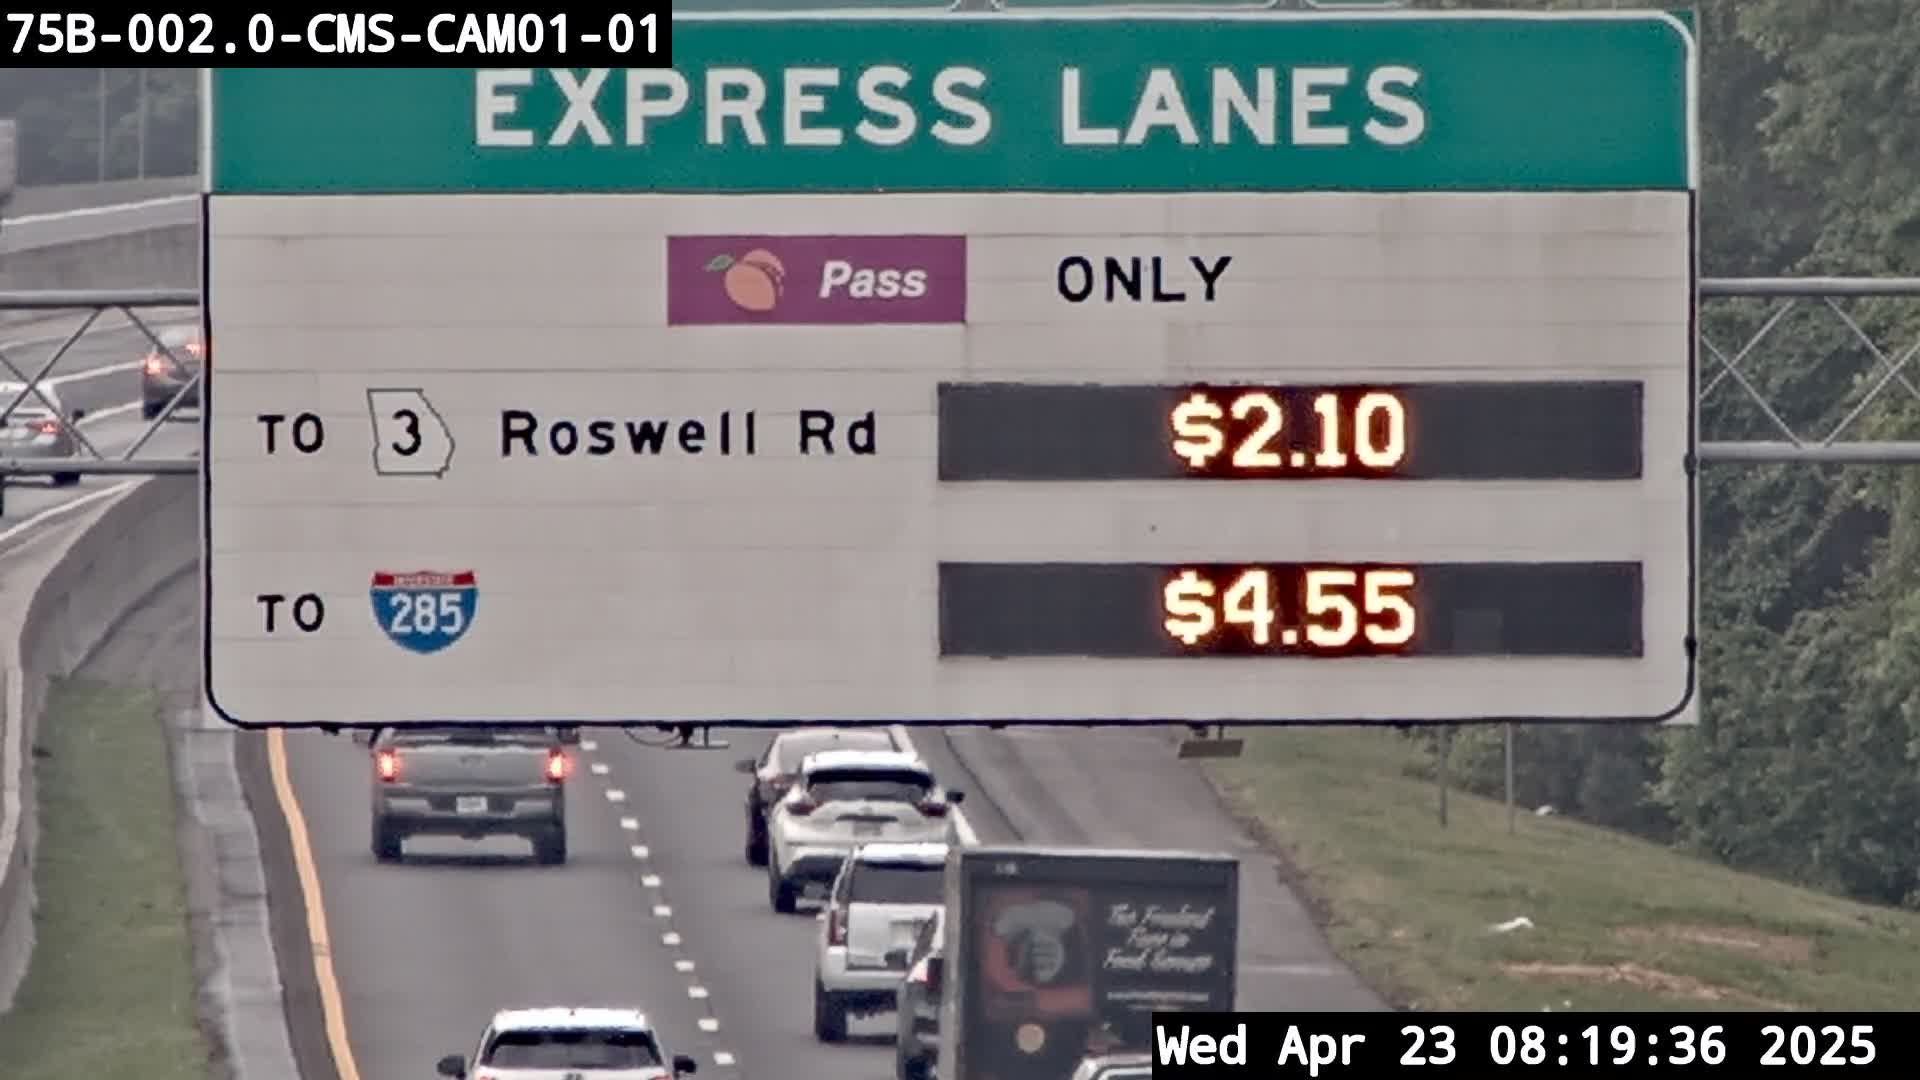 75B-002.0-CMS-CAM01-01
EXPRESS LANES
Pass ONLY
TO 3 Roswell Rd $2.10
INTERSTATE
TO 285 $4.55
Wed Apr 23 08:19:36 2025